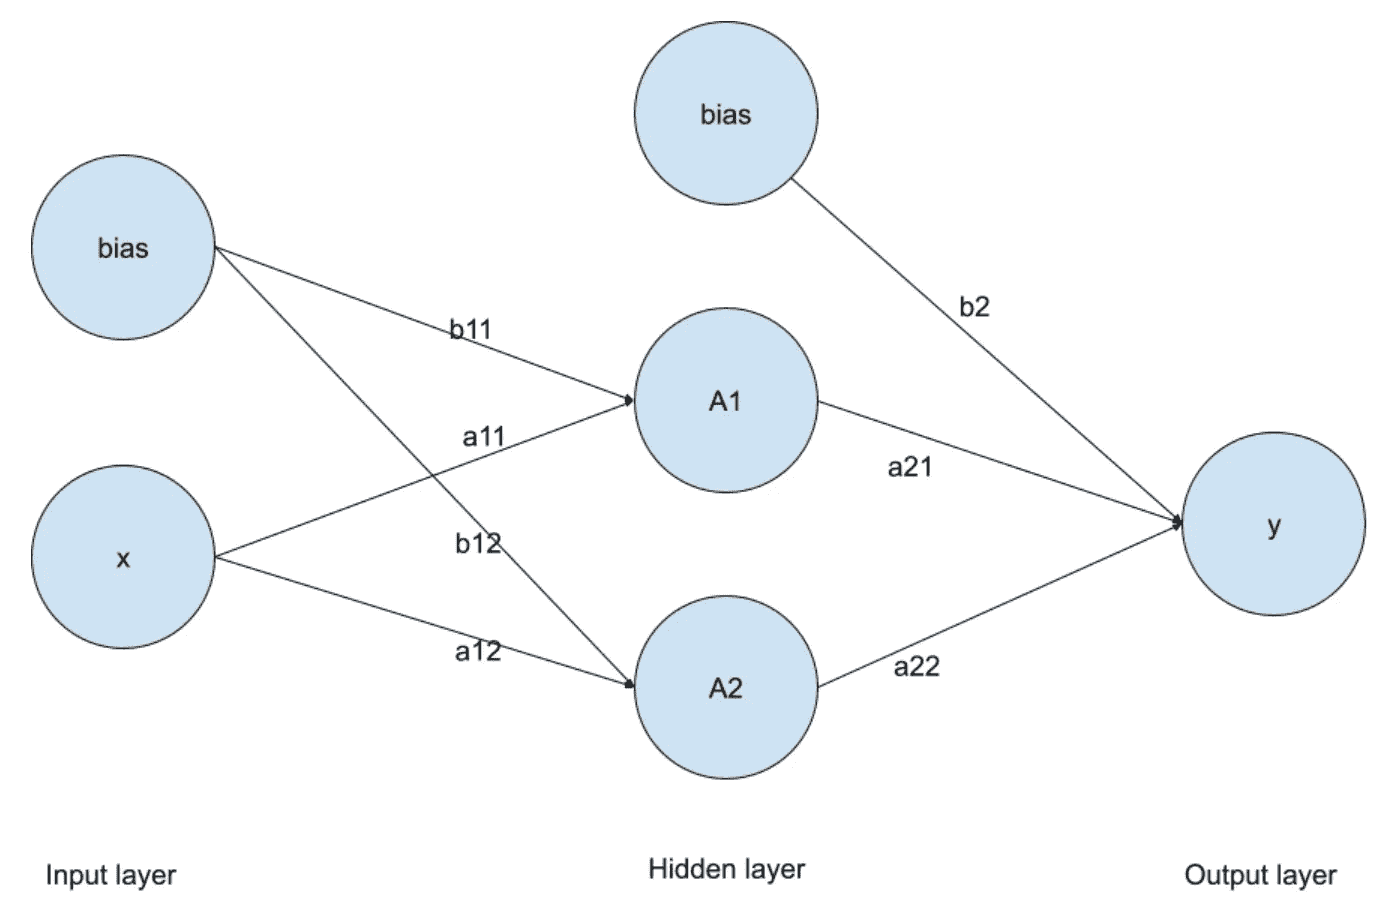 bias
bias
b11
b2
A1
a11
a21
x
b12
y
a12
A2
a22
Input layer
Hidden layer
Output layer